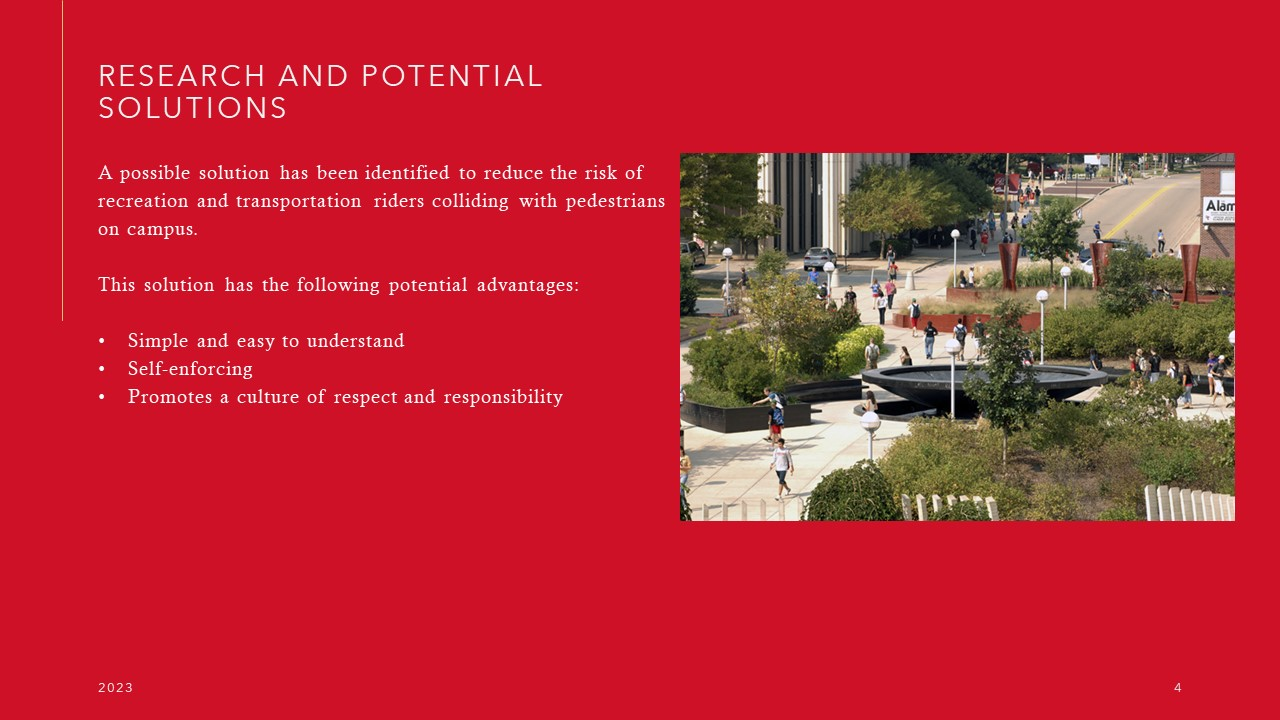 RESEARCH AND POTENTIAL
SOLUTIONS
A possible solution has been identified to reduce the risk of
recreation and transportation riders colliding with pedestrians
on campus.
This solution has the following potential advantages:
• Simple and easy to understand
• Self-enforcing
• Promotes a culture of respect and responsibility
Alam
2023
4